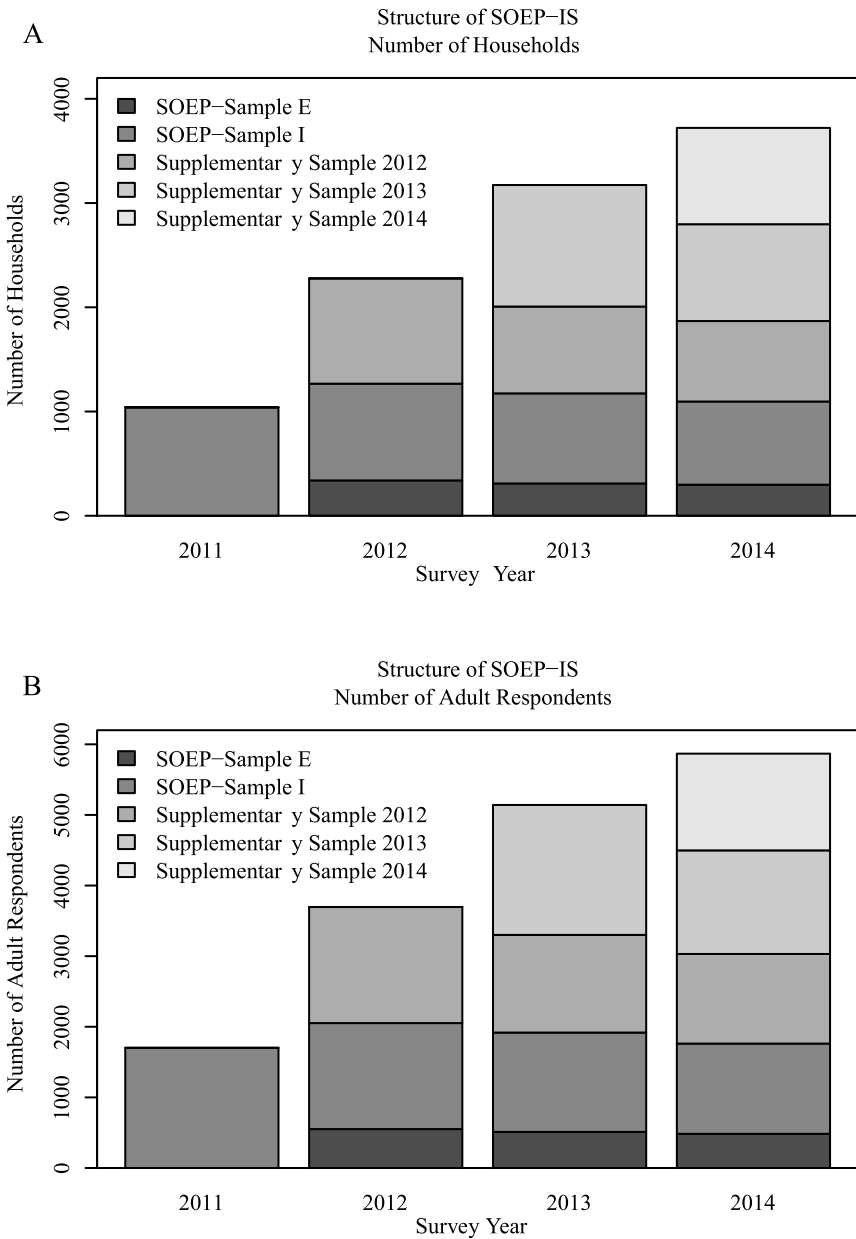 A
Structure of SOEP−IS
Number of Households
Number of Households
4000
3000
2000
1000
0
SOEP−Sample E
SOEP−Sample I
Supplementar y Sample 2012
Supplementar y Sample 2013
Supplementar y Sample 2014
2011 2012 2013 2014
Survey Year
B
Structure of SOEP−IS
Number of Adult Respondents
Number of Adult Respondents
6000
5000
4000
3000
2000
1000
0
SOEP−Sample E
SOEP−Sample I
Supplementar y Sample 2012
Supplementar y Sample 2013
Supplementar y Sample 2014
2011 2012 2013 2014
Survey Year